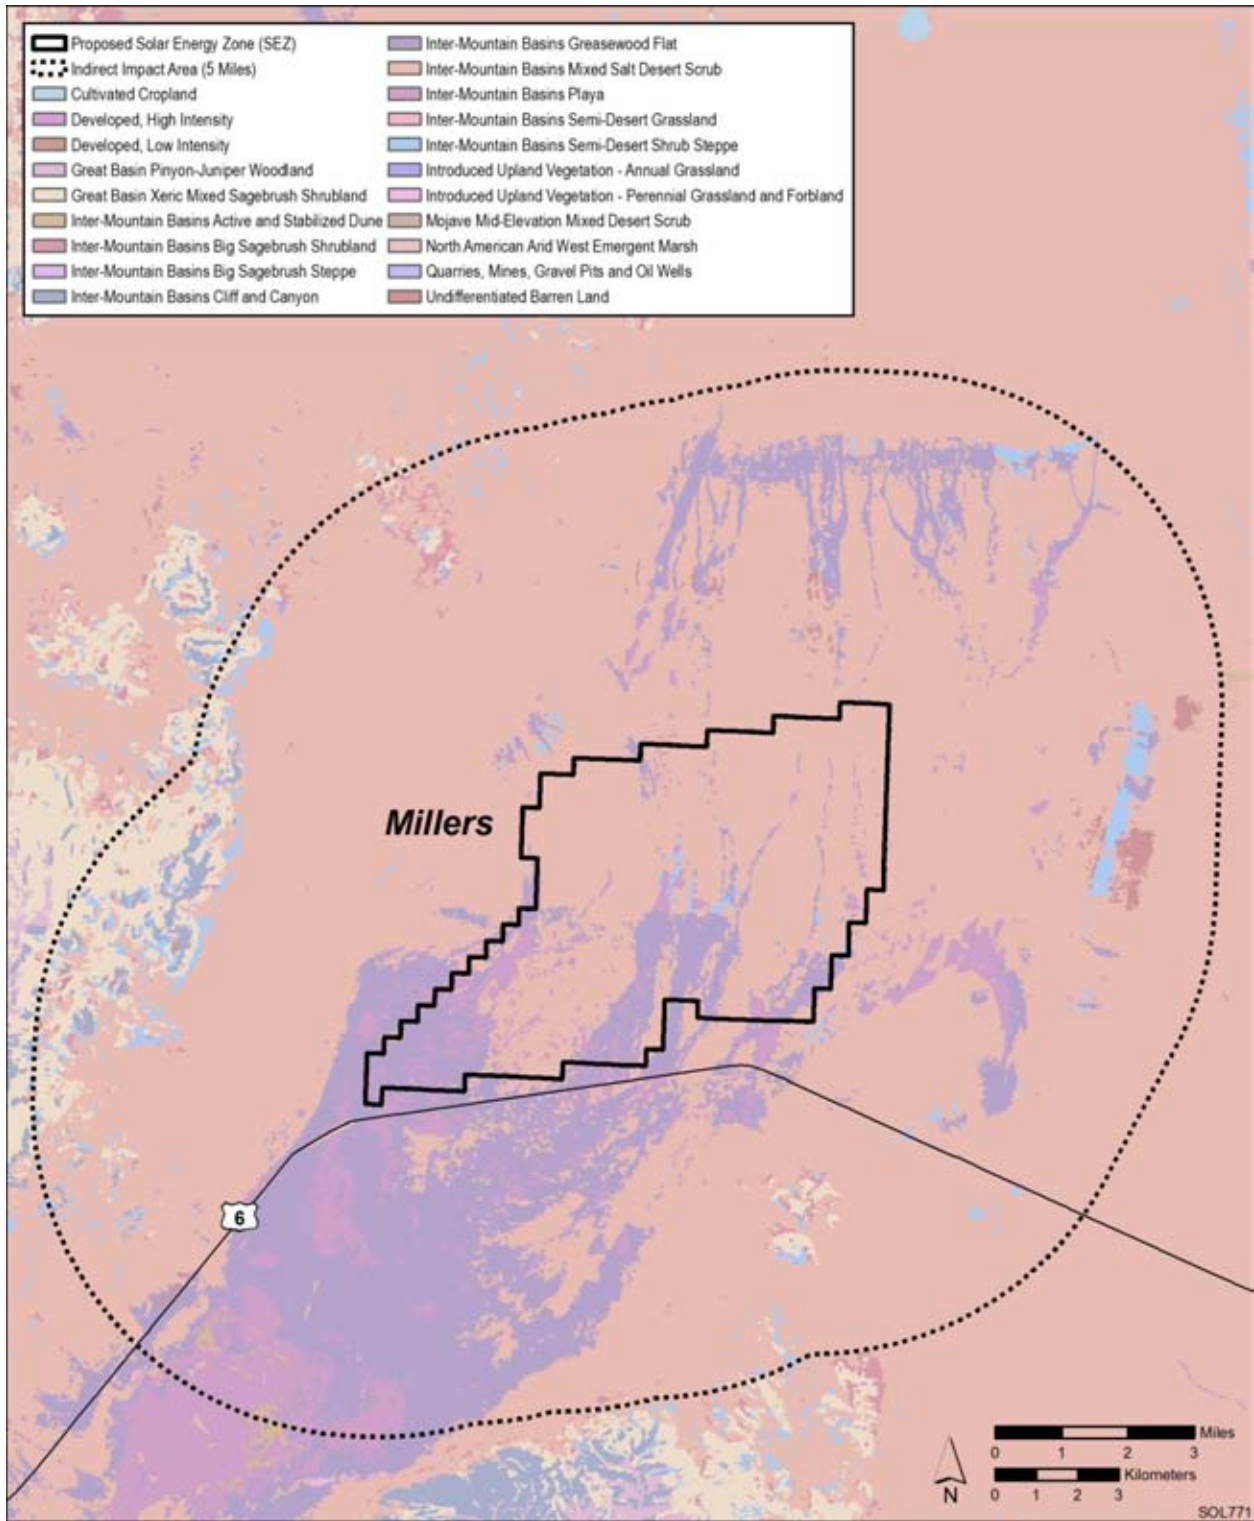 Proposed Solar Energy Zone (SEZ)
Indirect Impact Area (5 Miles)
Cultivated Cropland
Developed, High Intensity
Developed, Low Intensity
Great Basin Pinyon-Juniper Woodland
Great Basin Xeric Mixed Sagebrush Shrubland
Inter-Mountain Basins Active and Stabilized Dune
Inter-Mountain Basins Big Sagebrush Shrubland
Inter-Mountain Basins Big Sagebrush Steppe
Inter-Mountain Basins Cliff and Canyon
Inter-Mountain Basins Greasewood Flat
Inter-Mountain Basins Mixed Salt Desert Scrub
Inter-Mountain Basins Playa
Inter-Mountain Basins Semi-Desert Grassland
Inter-Mountain Basins Semi-Desert Shrub Steppe
Introduced Upland Vegetation - Annual Grassland
Introduced Upland Vegetation - Perennial Grassland and Forbland
Mojave Mid-Elevation Mixed Desert Scrub
North American Arid West Emergent Marsh
Quarries, Mines, Gravel Pits and Oil Wells
Undifferentiated Barren Land
Millers
6
N
Miles
0 1 2 3
Kilometers
0 1 2 3
SOL771